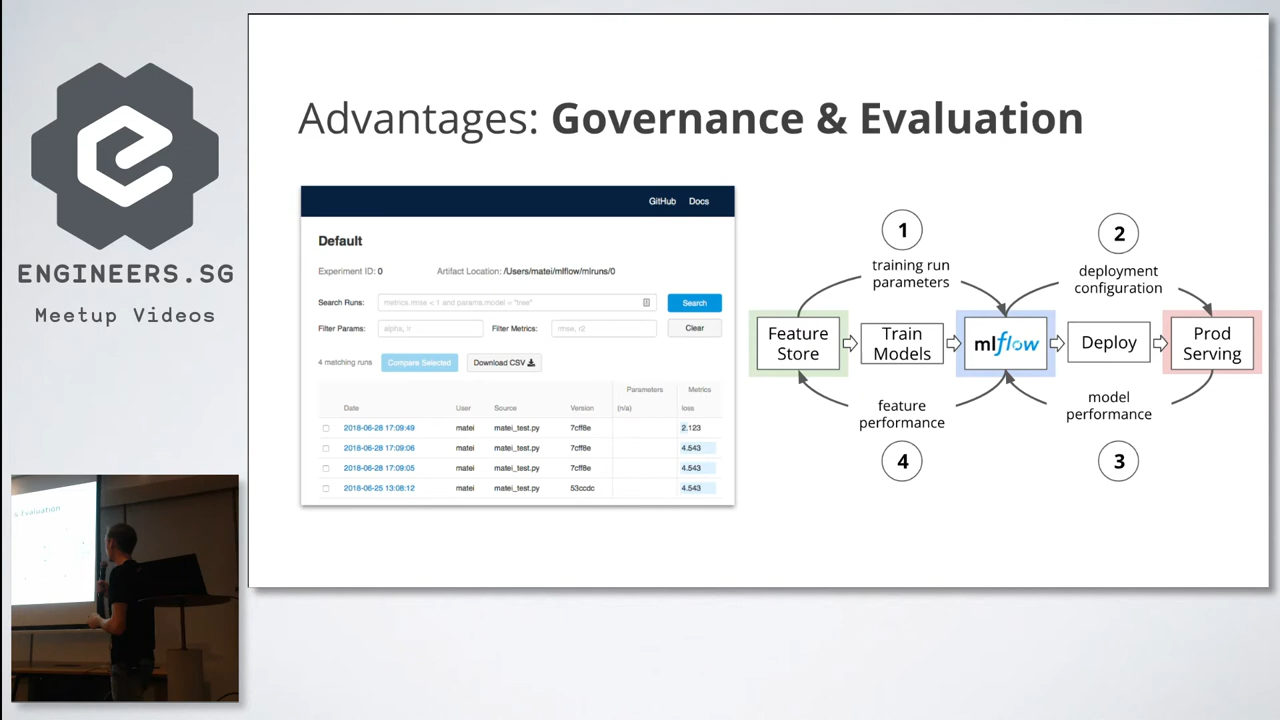 ENGINEERS.SG
Meetup Videos
& Evaluation
Advantages: Governance & Evaluation
GitHub Docs
Default
Experiment ID: 0 Artifact Location: /Users/matei/mlflow/mlruns/0
Search Runs: metrics.rmse < 1 and params.model = "tree" Search
Filter Params: alpha, lr Filter Metrics: rmse, r2 Clear
4 matching runs Compare Selected Download CSV
Parameters Metrics
Date User Source Version (n/a) loss
2018-06-28 17:09:49 matei matei_test.py 7cff8e 2.123
2018-06-28 17:09:06 matei matei_test.py 7cff8e 4.543
2018-06-28 17:09:05 matei matei_test.py 7cff8e 4.543
2018-06-25 13:08:12 matei matei_test.py 53ccdc 4.543
1
training run
parameters
2
deployment
configuration
Feature
Store
Train
Models
mlflow
Deploy
Prod
Serving
feature
performance
4
model
performance
3